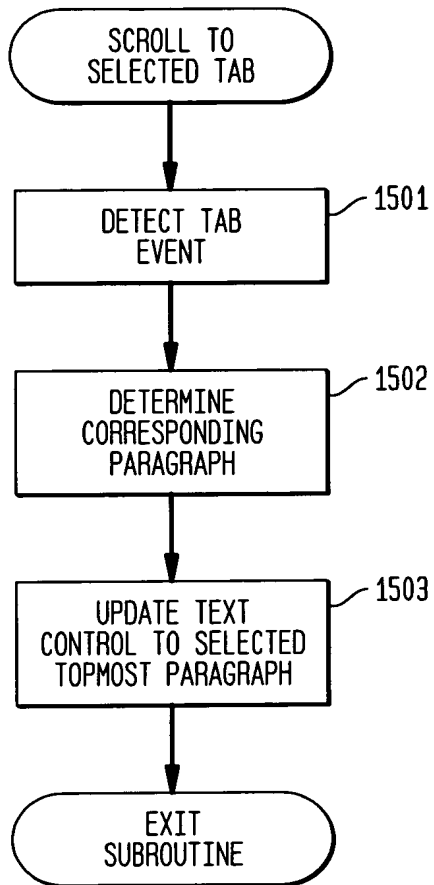 SCROLL TO
SELECTED TAB
1501
DETECT TAB
EVENT
1502
DETERMINE
CORRESPONDING
PARAGRAPH
1503
UPDATE TEXT
CONTROL TO SELECTED
TOPMOST PARAGRAPH
EXIT
SUBROUTINE